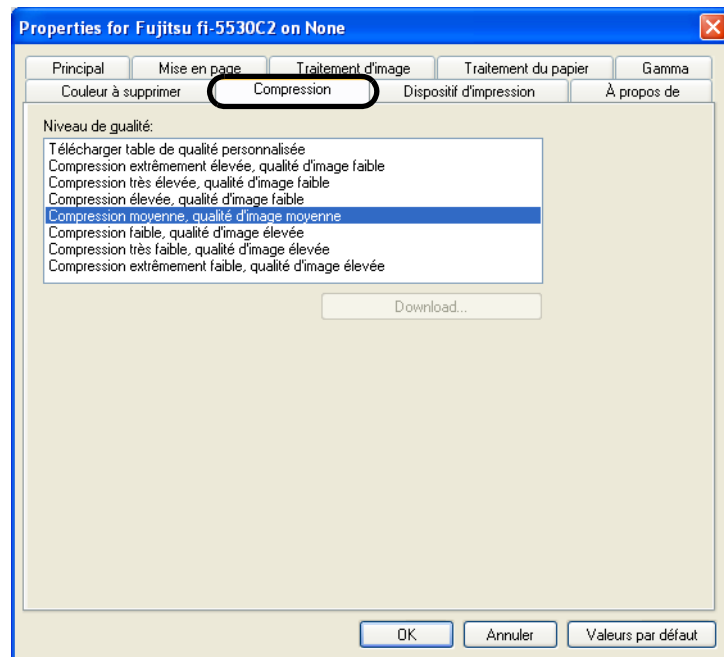 Properties for Fujitsu fi-5530C2 on None
Principal Mise en page Traitement d'image Traitement du papier Gamma
Couleur à supprimer Compression Dispositif d'impression À propos de
Niveau de qualité:
Télécharger table de qualité personnalisée
Compression extrêmement élevée, qualité d'image faible
Compression très élevée, qualité d'image faible
Compression élevée, qualité d'image faible
Compression moyenne, qualité d'image moyenne
Compression faible, qualité d'image élevée
Compression très faible, qualité d'image élevée
Compression extrêmement faible, qualité d'image élevée
Download...
OK Annuler Valeurs par défaut